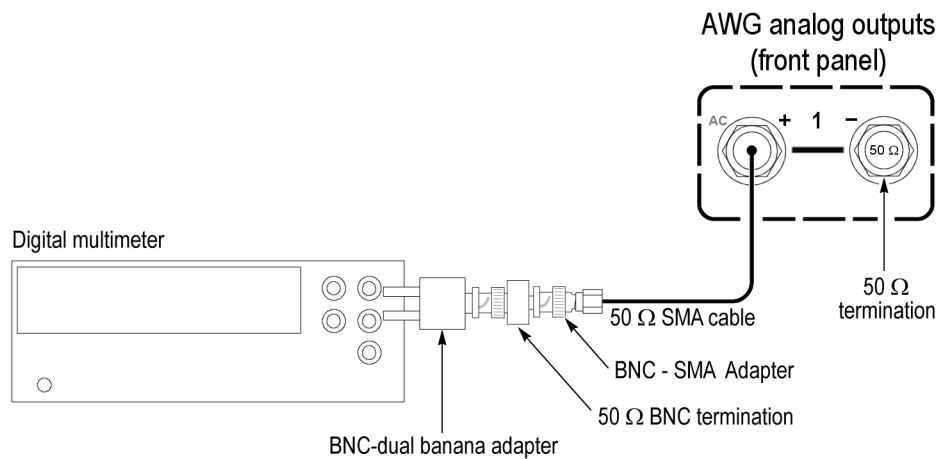 AWG analog outputs
(front panel)
AC + 1 −
50 Ω
Digital multimeter
50 Ω
termination
50 Ω SMA cable
BNC - SMA Adapter
50 Ω BNC termination
BNC-dual banana adapter